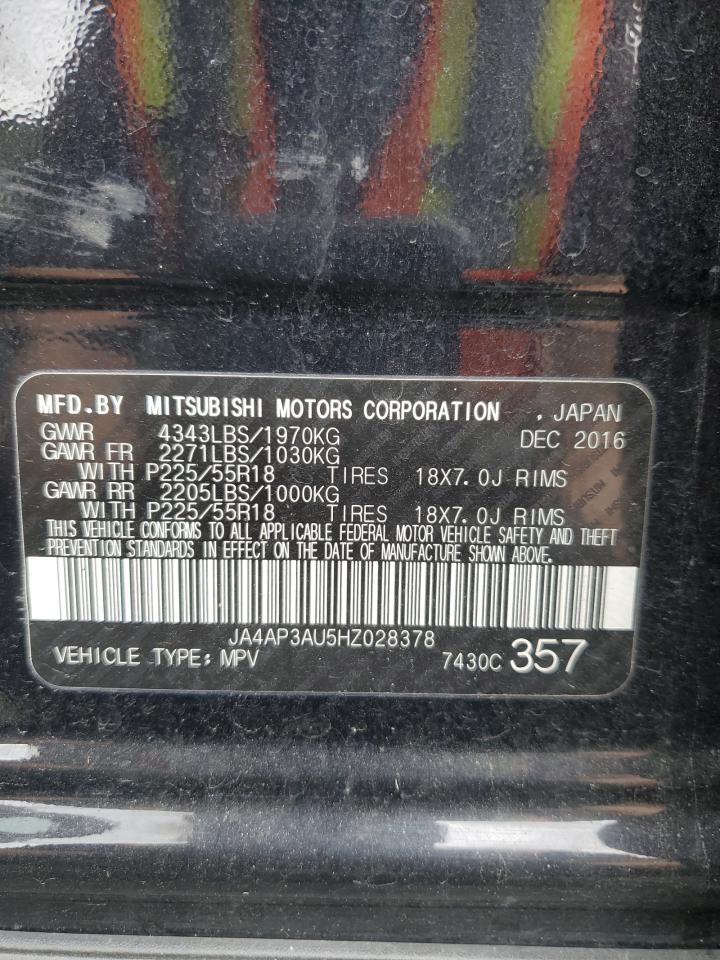 MFD.BY MITSUBISHI MOTORS CORPORATION , JAPAN
GWR 4343LBS/1970KG DEC 2016
GAWR FR 2271LBS/1030KG
WITH P225/55R18 TIRES 18X7.0J RIMS
GAWR RR 2205LBS/1000KG
WITH P225/55R18 TIRES 18X7.0J RIMS
THIS VEHICLE CONFORMS TO ALL APPLICABLE FEDERAL MOTOR VEHICLE SAFETY AND THEFT
PREVENTION STANDARDS IN EFFECT ON THE DATE OF MANUFACTURE SHOWN ABOVE.
JA4AP3AU5HZ028378
VEHICLE TYPE: MPV 7430C 357